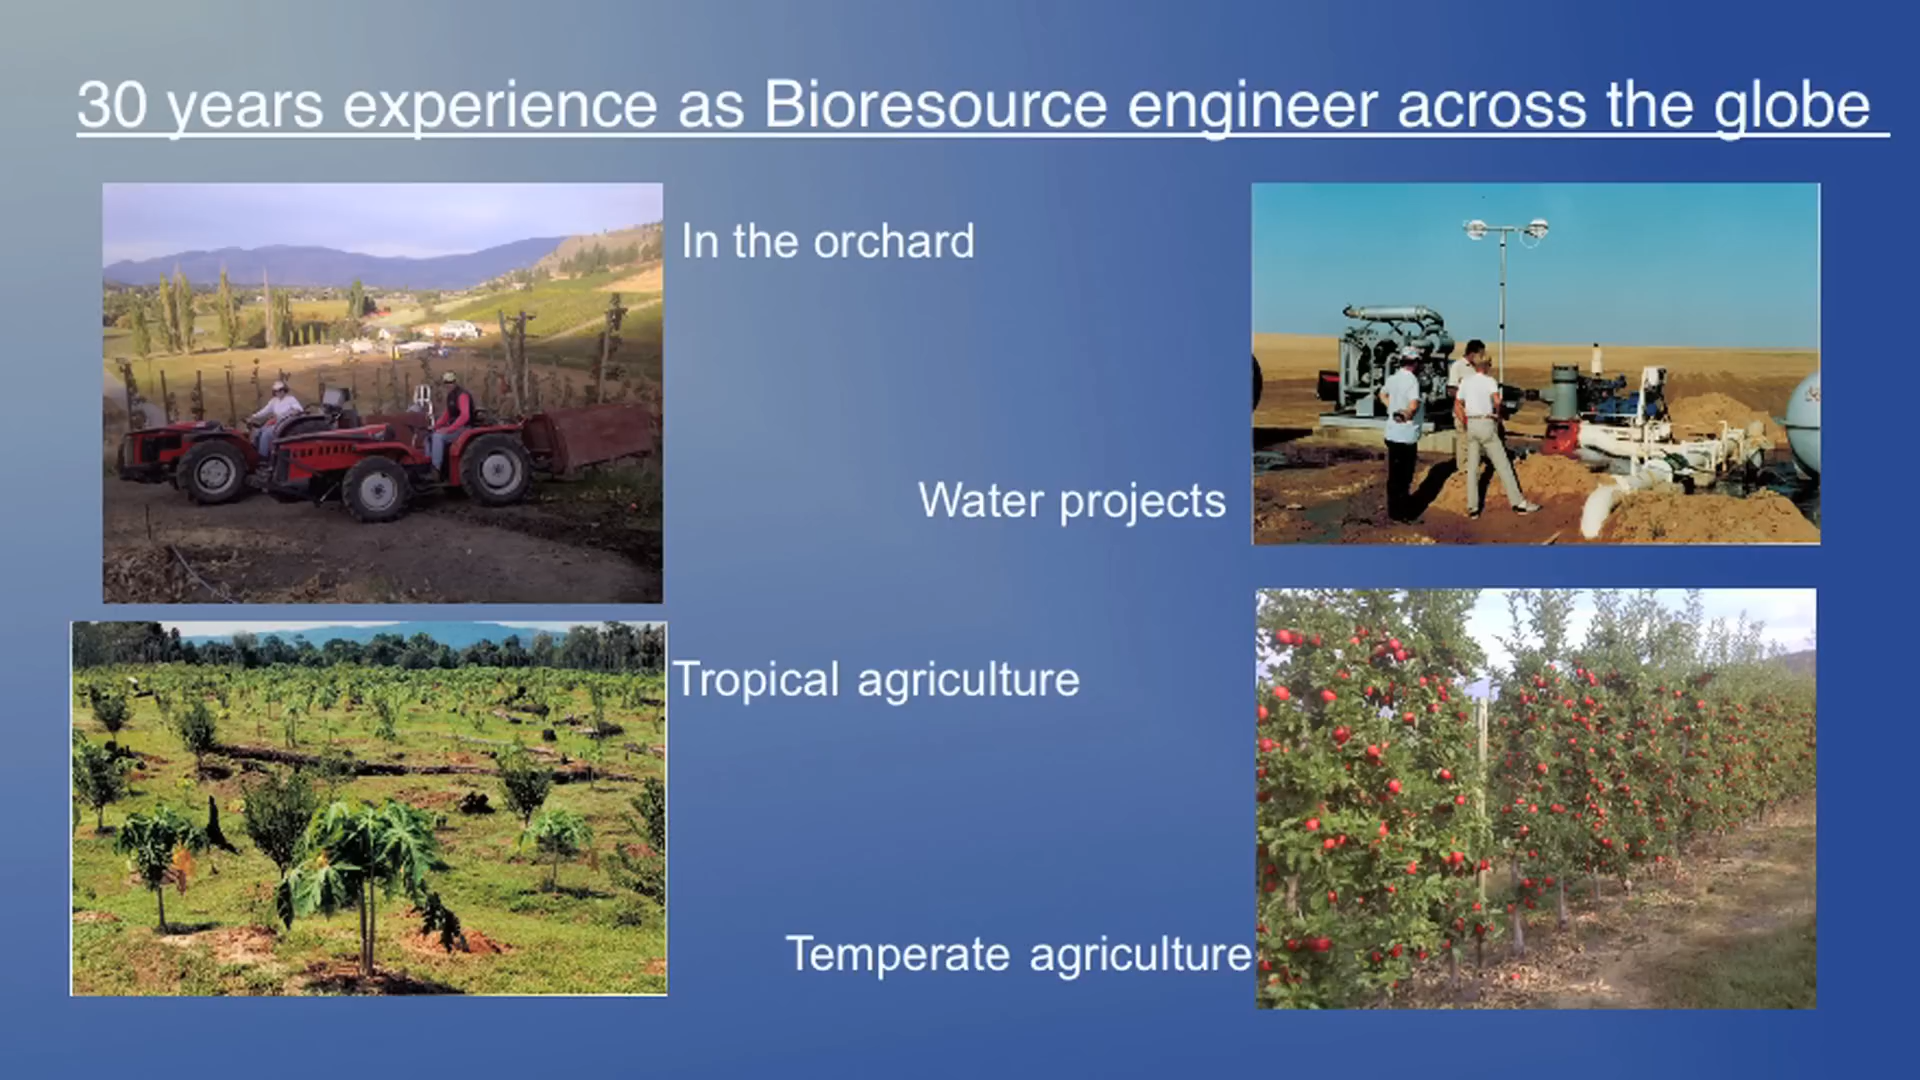 30 years experience as Bioresource engineer across the globe
In the orchard
Water projects
Tropical agriculture
Temperate agriculture